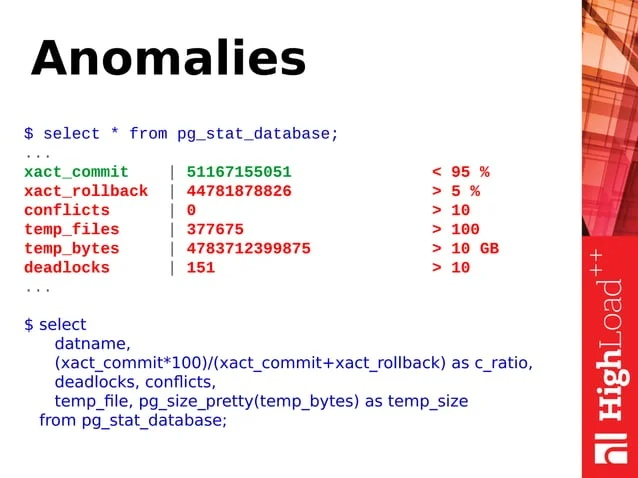 Anomalies
$ select * from pg_stat_database;
...
xact_commit | 51167155051 < 95 %
xact_rollback | 44781878826 > 5 %
conflicts | 0 > 10
temp_files | 377675 > 100
temp_bytes | 4783712399875 > 10 GB
deadlocks | 151 > 10
...
$ select
datname,
(xact_commit*100)/(xact_commit+xact_rollback) as c_ratio,
deadlocks, conflicts,
temp_file, pg_size_pretty(temp_bytes) as temp_size
from pg_stat_database;
HighLoad++